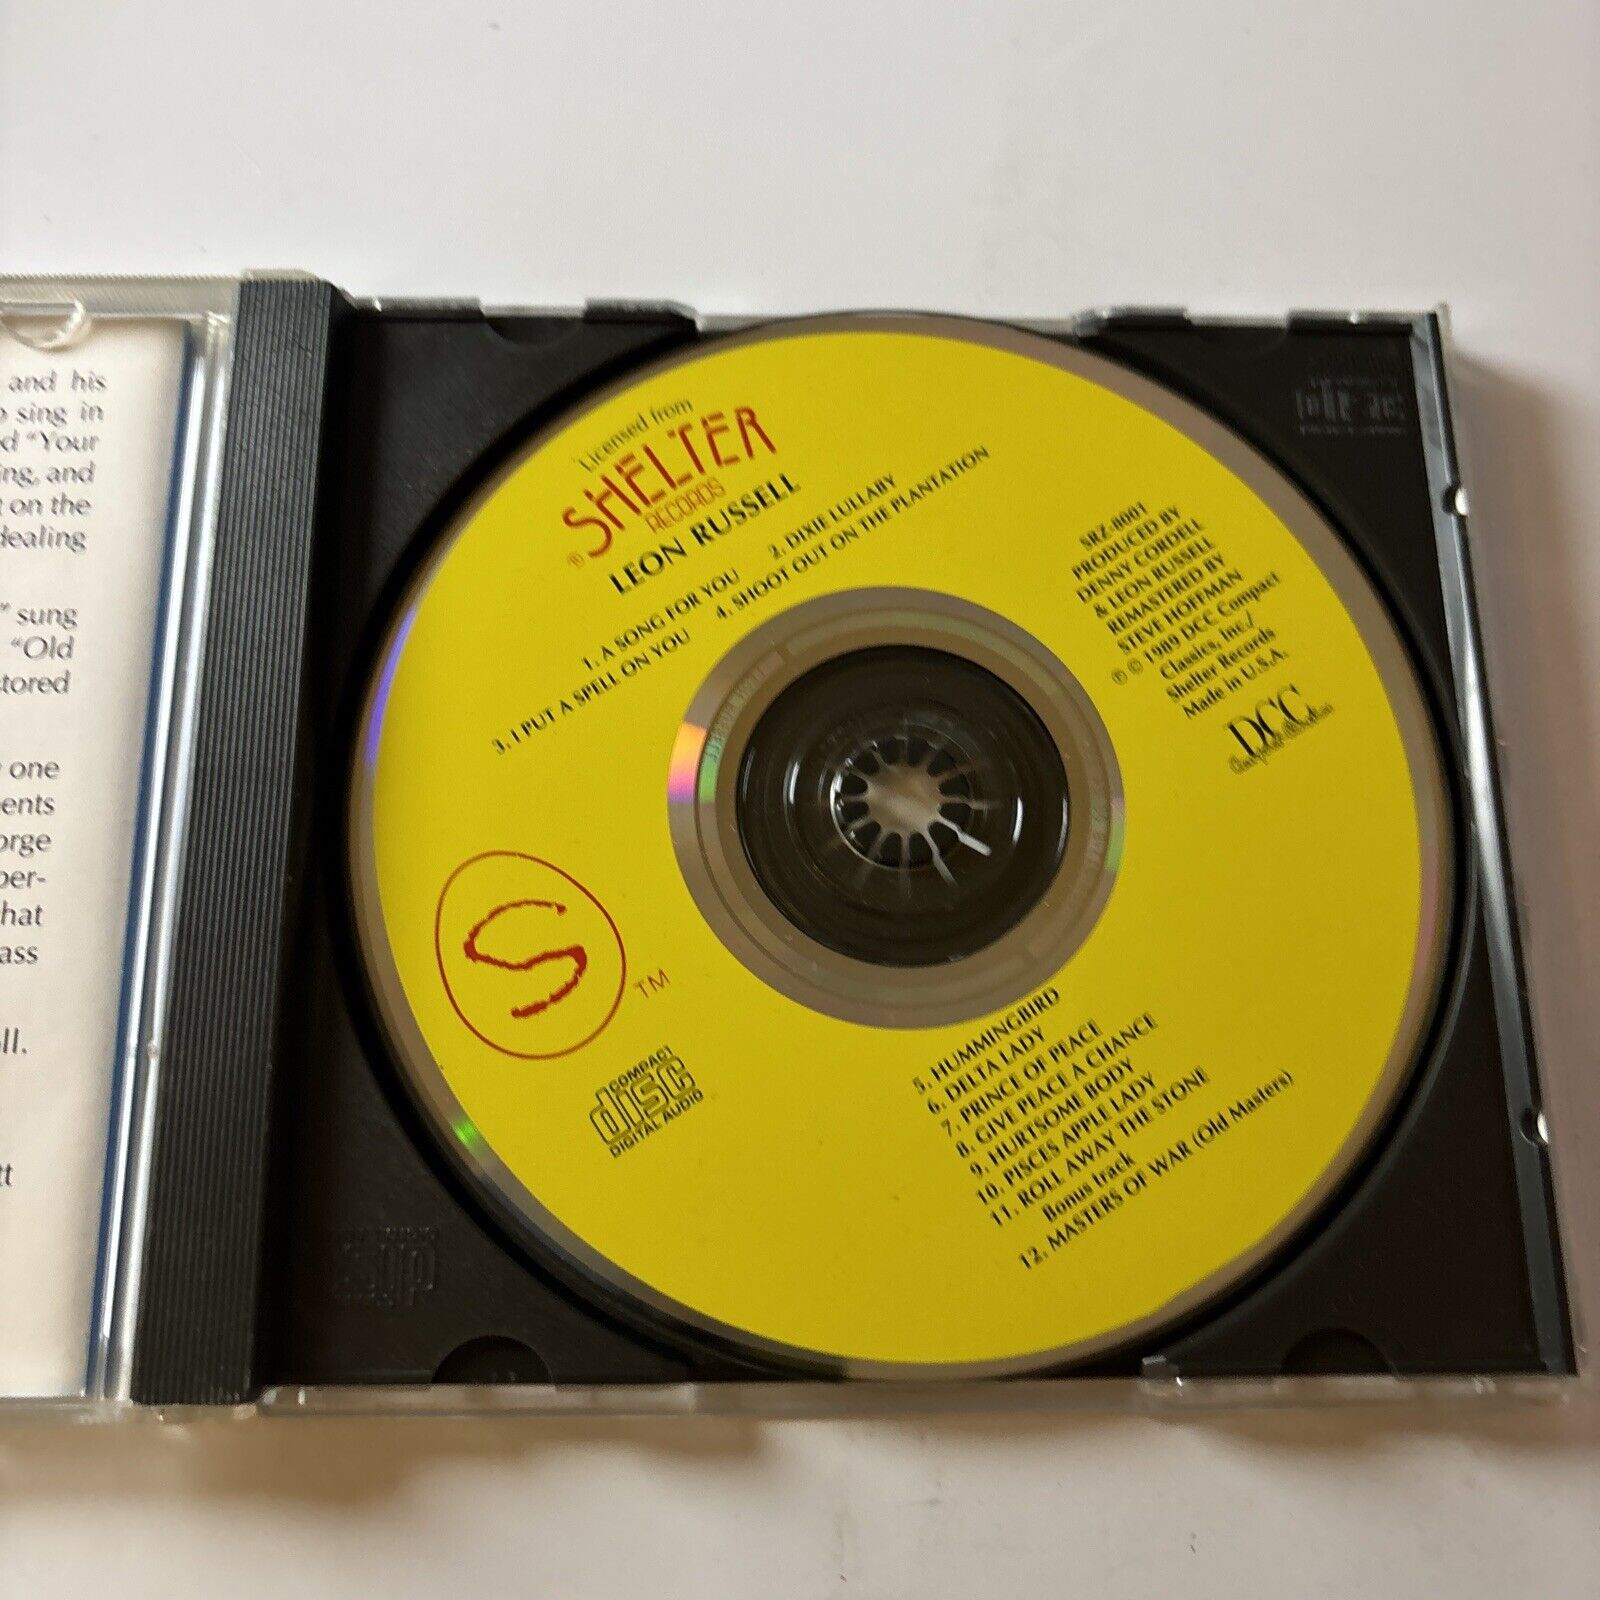 and his
sing in
"Your
ing, and
t on the
dealing
" sung
"Old
tored
one
ents
orge
per-
hat
ass
ll.
tt
Licensed from
® SHELTER
RECORDS
LEON RUSSELL
1. A SONG FOR YOU 2. DIXIE LULLABY
3. I PUT A SPELL ON YOU 4. SHOOT OUT ON THE PLANTATION
SRZ-8001
PRODUCED BY
DENNY CORDELL
& LEON RUSSELL
REMASTERED BY
STEVE HOFFMAN
℗ © 1989 DCC Compact
Classics, Inc./
Shelter Records
Made in U.S.A.
DCC
Compact Classics
S TM
COMPACT
disc
DIGITAL AUDIO
5. HUMMINGBIRD
6. DELTA LADY
7. PRINCE OF PEACE
8. GIVE PEACE A CHANCE
9. HURTSOME BODY
10. PISCES APPLE LADY
11. ROLL AWAY THE STONE
Bonus track
12. MASTERS OF WAR (Old Masters)